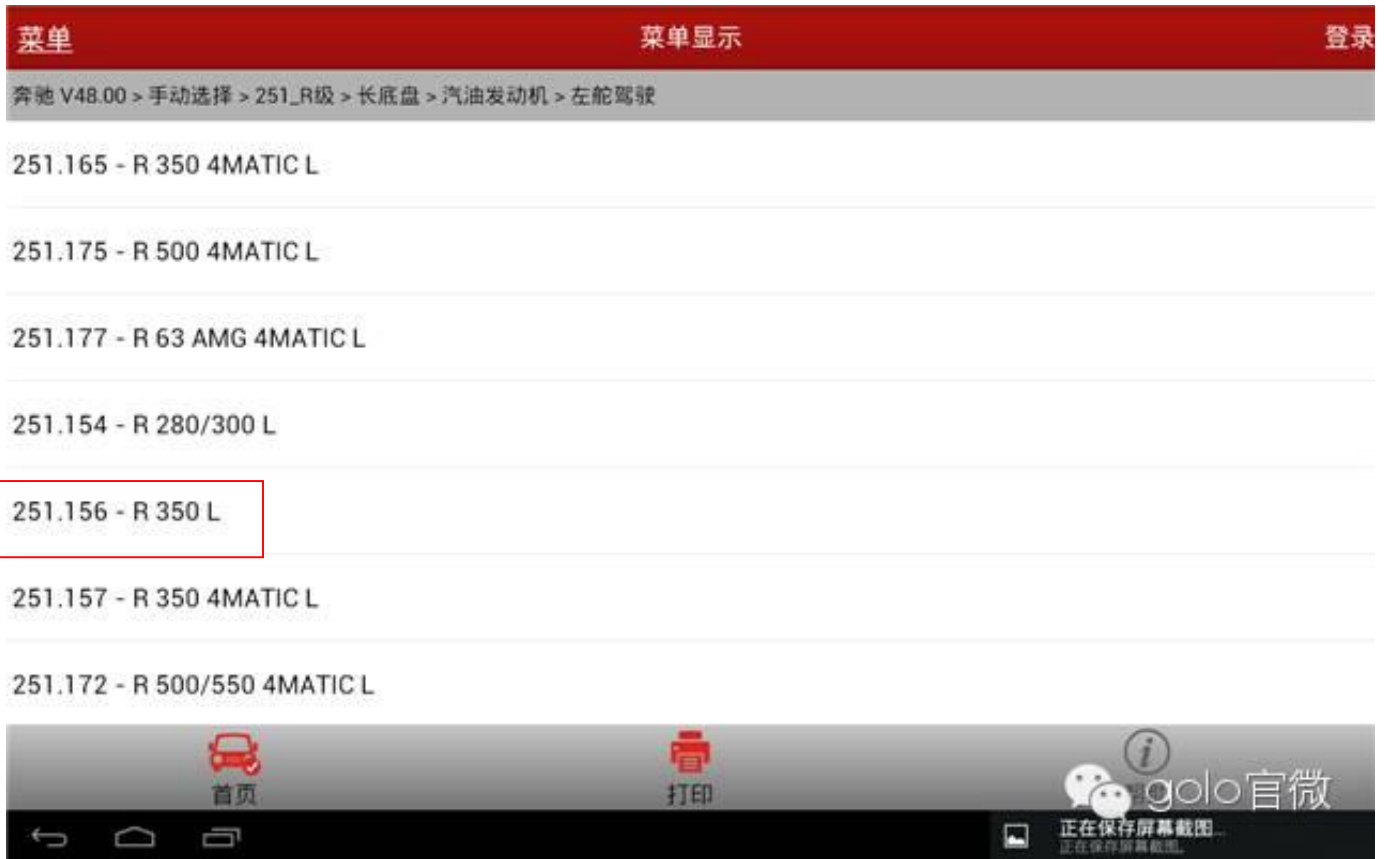 菜单 菜单显示 登录
奔驰 V48.00 > 手动选择 > 251_R级 > 长底盘 > 汽油发动机 > 左舵驾驶
251.165 - R 350 4MATIC L
251.175 - R 500 4MATIC L
251.177 - R 63 AMG 4MATIC L
251.154 - R 280/300 L
251.156 - R 350 L
251.157 - R 350 4MATIC L
251.172 - R 500/550 4MATIC L
首页 打印
golo官微
正在保存屏幕截图...
正在保存屏幕截图。